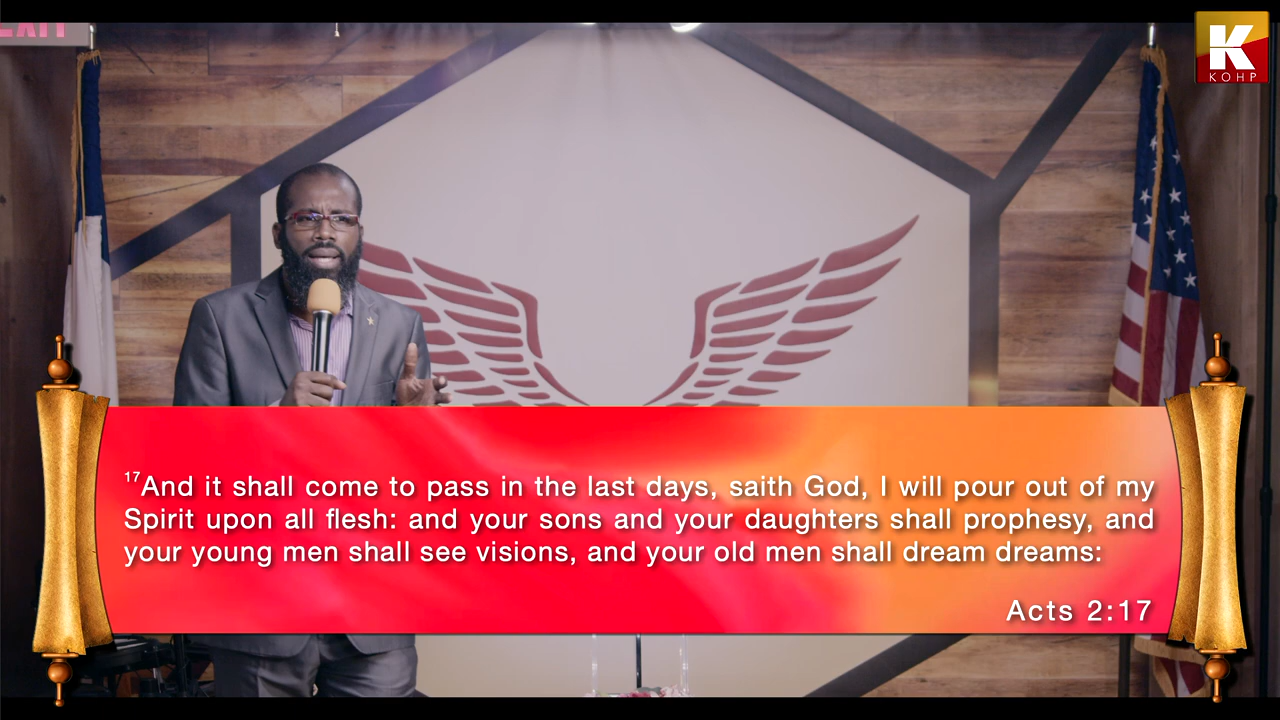 EXIT
K
KOHP
17And it shall come to pass in the last days, saith God, I will pour out of my
Spirit upon all flesh: and your sons and your daughters shall prophesy, and
your young men shall see visions, and your old men shall dream dreams:
Acts 2:17